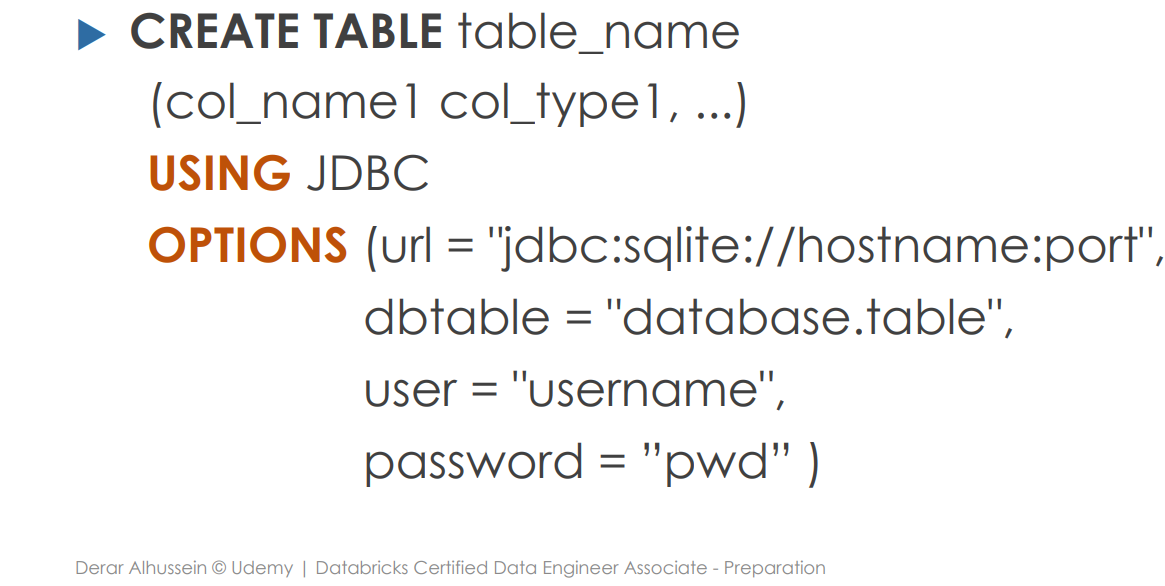 CREATE TABLE table_name
(col_name1 col_type1, ...)
USING JDBC
OPTIONS (url = "jdbc:sqlite://hostname:port",
dbtable = "database.table",
user = "username",
password = ”pwd” )
Derar Alhussein © Udemy | Databricks Certified Data Engineer Associate - Preparation